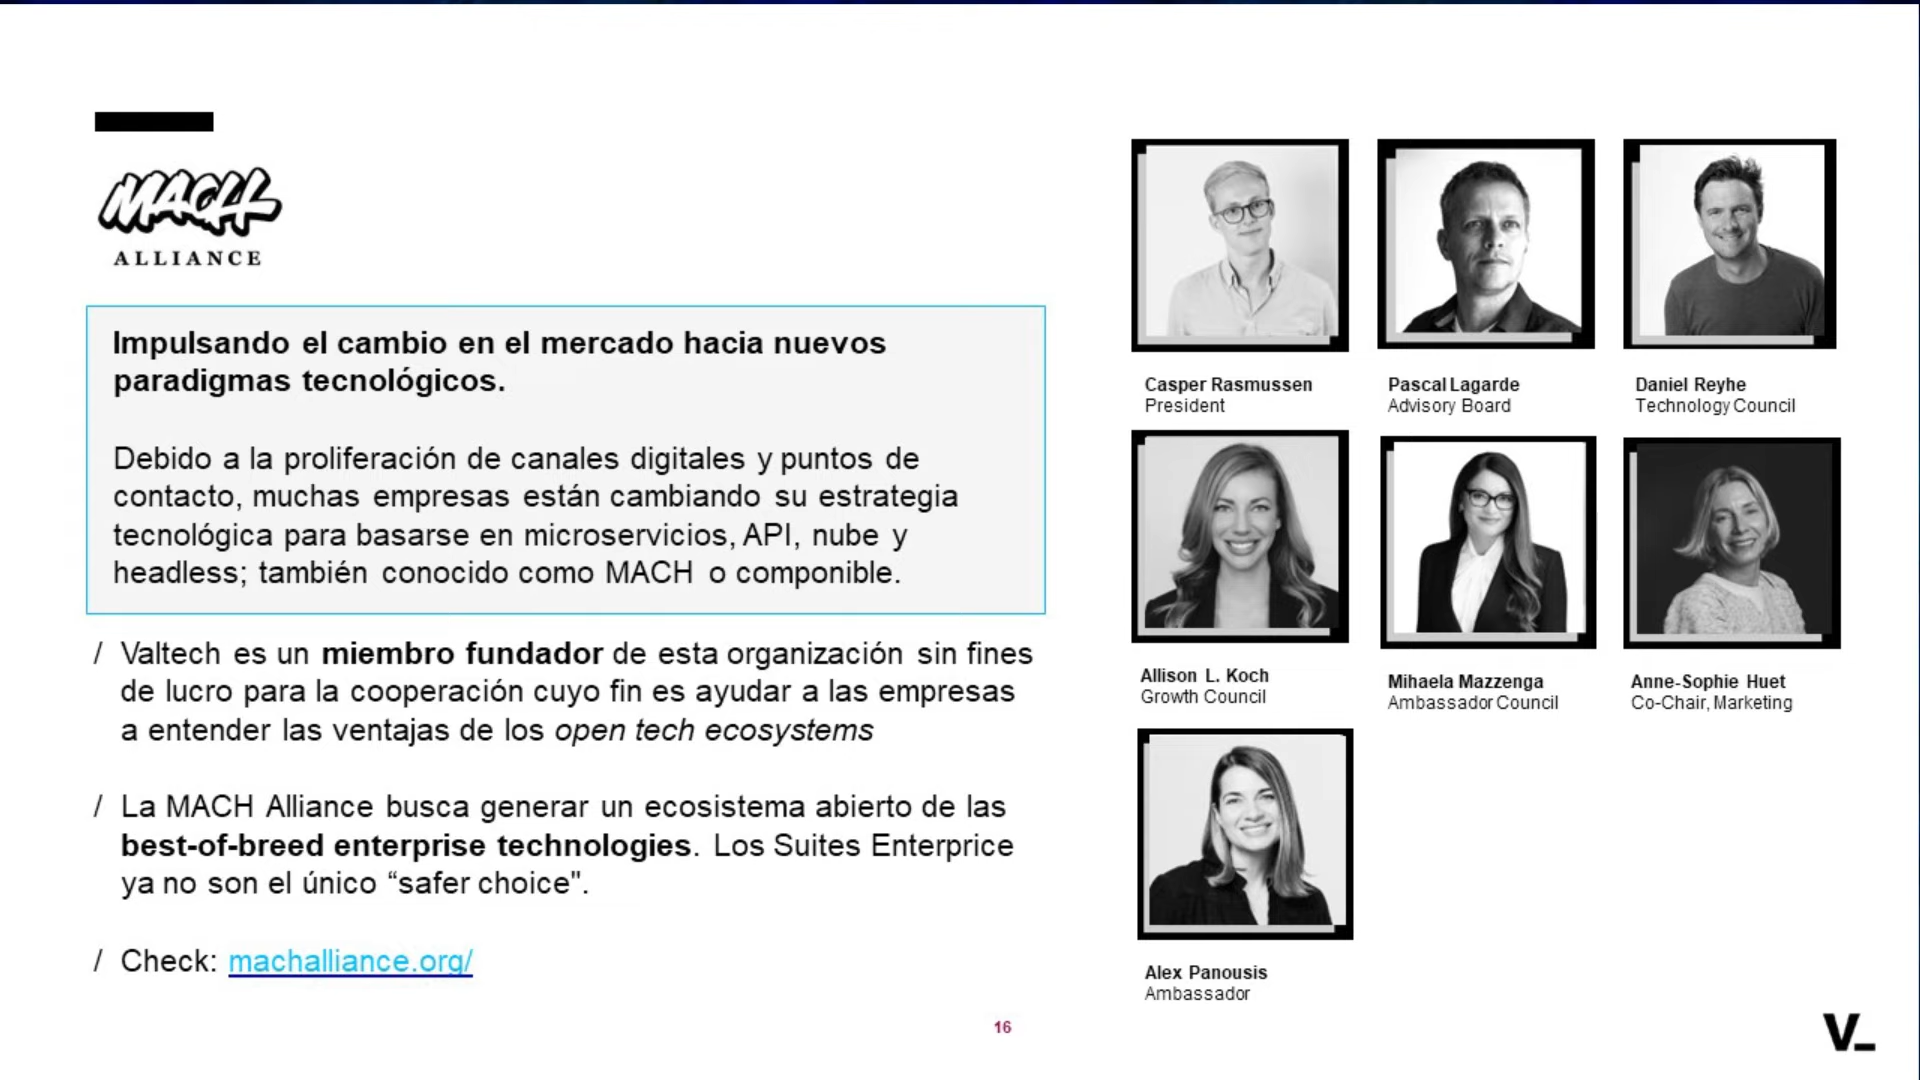 MACH
ALLIANCE
Impulsando el cambio en el mercado hacia nuevos
paradigmas tecnológicos.
Debido a la proliferación de canales digitales y puntos de
contacto, muchas empresas están cambiando su estrategia
tecnológica para basarse en microservicios, API, nube y
headless; también conocido como MACH o componible.
/ Valtech es un miembro fundador de esta organización sin fines
de lucro para la cooperación cuyo fin es ayudar a las empresas
a entender las ventajas de los open tech ecosystems
/ La MACH Alliance busca generar un ecosistema abierto de las
best-of-breed enterprise technologies. Los Suites Enterprice
ya no son el único “safer choice".
/ Check: machalliance.org/
Casper Rasmussen
President
Pascal Lagarde
Advisory Board
Daniel Reyhe
Technology Council
Allison L. Koch
Growth Council
Mihaela Mazzenga
Ambassador Council
Anne-Sophie Huet
Co-Chair, Marketing
Alex Panousis
Ambassador
16
V_